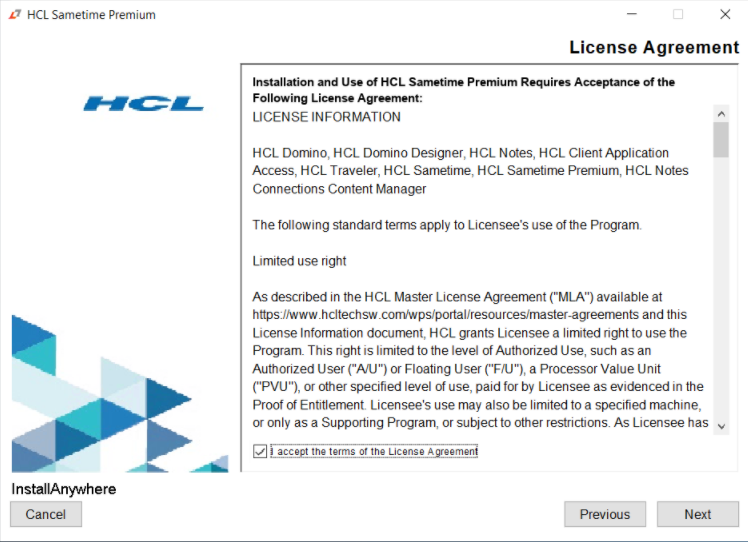 HCL Sametime Premium
License Agreement
HCL
Installation and Use of HCL Sametime Premium Requires Acceptance of the
Following License Agreement:
LICENSE INFORMATION
HCL Domino, HCL Domino Designer, HCL Notes, HCL Client Application
Access, HCL Traveler, HCL Sametime, HCL Sametime Premium, HCL Notes
Connections Content Manager
The following standard terms apply to Licensee's use of the Program.
Limited use right
As described in the HCL Master License Agreement ("MLA") available at
https://www.hcltechsw.com/wps/portal/resources/master-agreements and this
License Information document, HCL grants Licensee a limited right to use the
Program. This right is limited to the level of Authorized Use, such as an
Authorized User ("A/U") or Floating User ("F/U"), a Processor Value Unit
("PVU"), or other specified level of use, paid for by Licensee as evidenced in the
Proof of Entitlement. Licensee's use may also be limited to a specified machine,
or only as a Supporting Program, or subject to other restrictions. As Licensee has
I accept the terms of the License Agreement
InstallAnywhere
Cancel
Previous
Next